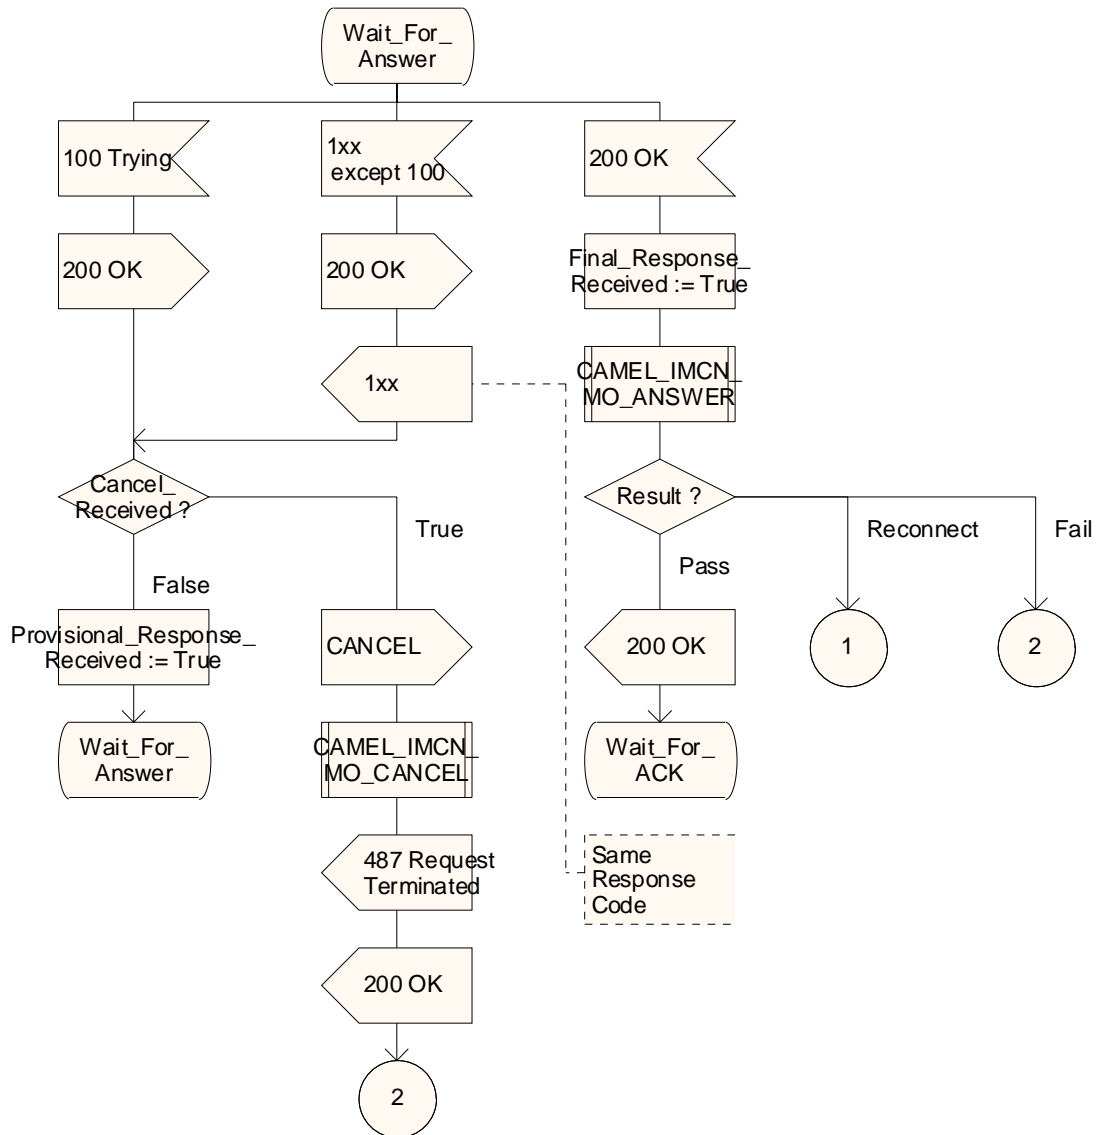 Wait_For_
Answer
100 Trying
1xx
except 100
200 OK
200 OK
200 OK
Final_Response_
Received := True
1xx
CAMEL_IMCN_
MO_ANSWER
Cancel_
Received ?
Result ?
True
Reconnect
Fail
False
Pass
Provisional_Response_
Received := True
CANCEL
200 OK
1
2
Wait_For_
Answer
CAMEL_IMCN_
MO_CANCEL
Wait_For_
ACK
487 Request
Terminated
Same
Response
Code
200 OK
2